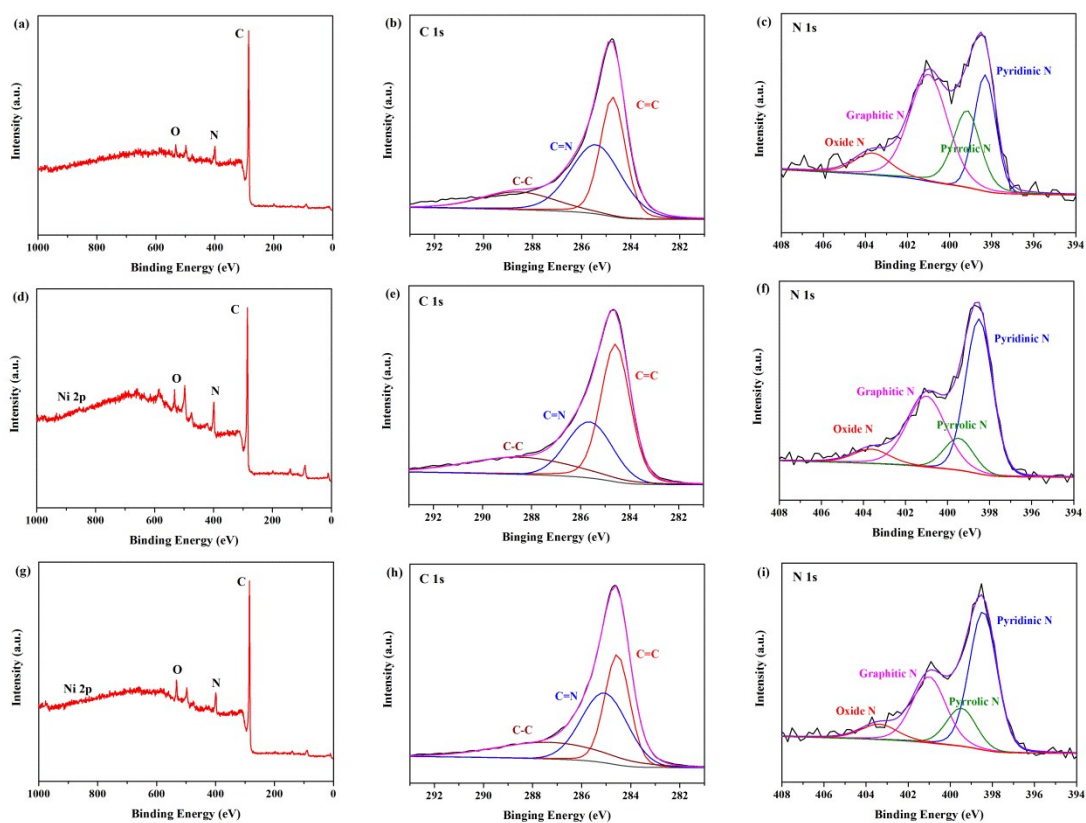 (a)
C
O
N
Intensity (a.u.)
1000 800 600 400 200 0
Binding Energy (eV)
(b)
C 1s
C=C
C=N
C-C
Intensity (a.u.)
292 290 288 286 284 282
Binging Energy (eV)
(c)
N 1s
Pyridinic N
Graphitic N
Pyrrolic N
Oxide N
Intensity (a.u.)
408 406 404 402 400 398 396 394
Binding Energy (eV)
(d)
C
O
N
Ni 2p
Intensity (a.u.)
1000 800 600 400 200 0
Binding Energy (eV)
(e)
C 1s
C=C
C=N
C-C
Intensity (a.u.)
292 290 288 286 284 282
Binging Energy (eV)
(f)
N 1s
Pyridinic N
Graphitic N
Pyrrolic N
Oxide N
Intensity (a.u.)
408 406 404 402 400 398 396 394
Binding Energy (eV)
(g)
C
O
N
Ni 2p
Intensity (a.u.)
1000 800 600 400 200 0
Binding Energy (eV)
(h)
C 1s
C=C
C=N
C-C
Intensity (a.u.)
292 290 288 286 284 282
Binging Energy (eV)
(i)
N 1s
Pyridinic N
Graphitic N
Pyrrolic N
Oxide N
Intensity (a.u.)
408 406 404 402 400 398 396 394
Binding Energy (eV)